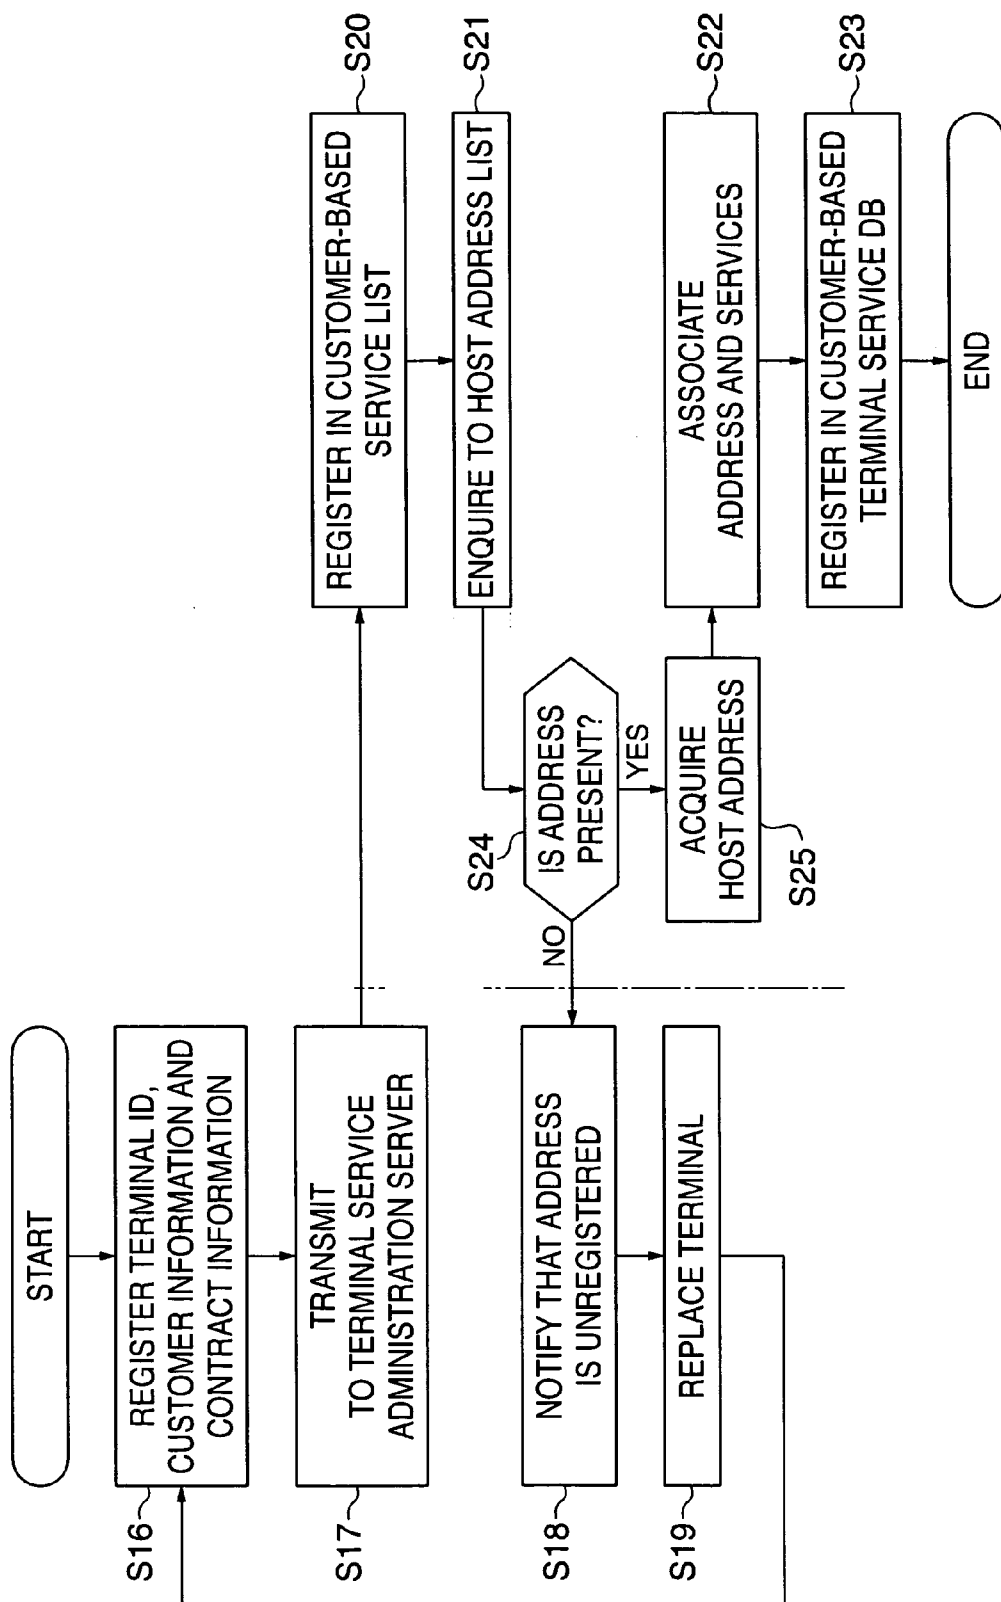 START
S16
REGISTER TERMINAL ID,
CUSTOMER INFORMATION AND
CONTRACT INFORMATION
S17
TRANSMIT
TO TERMINAL SERVICE
ADMINISTRATION SERVER
S18
NOTIFY THAT ADDRESS
IS UNREGISTERED
S19
REPLACE TERMINAL
REGISTER IN CUSTOMER-BASED
SERVICE LIST
S20
ENQUIRE TO HOST ADDRESS LIST
S21
S24
IS ADDRESS
PRESENT?
NO
YES
ACQUIRE
HOST ADDRESS
S25
ASSOCIATE
ADDRESS AND SERVICES
S22
REGISTER IN CUSTOMER-BASED
TERMINAL SERVICE DB
S23
END